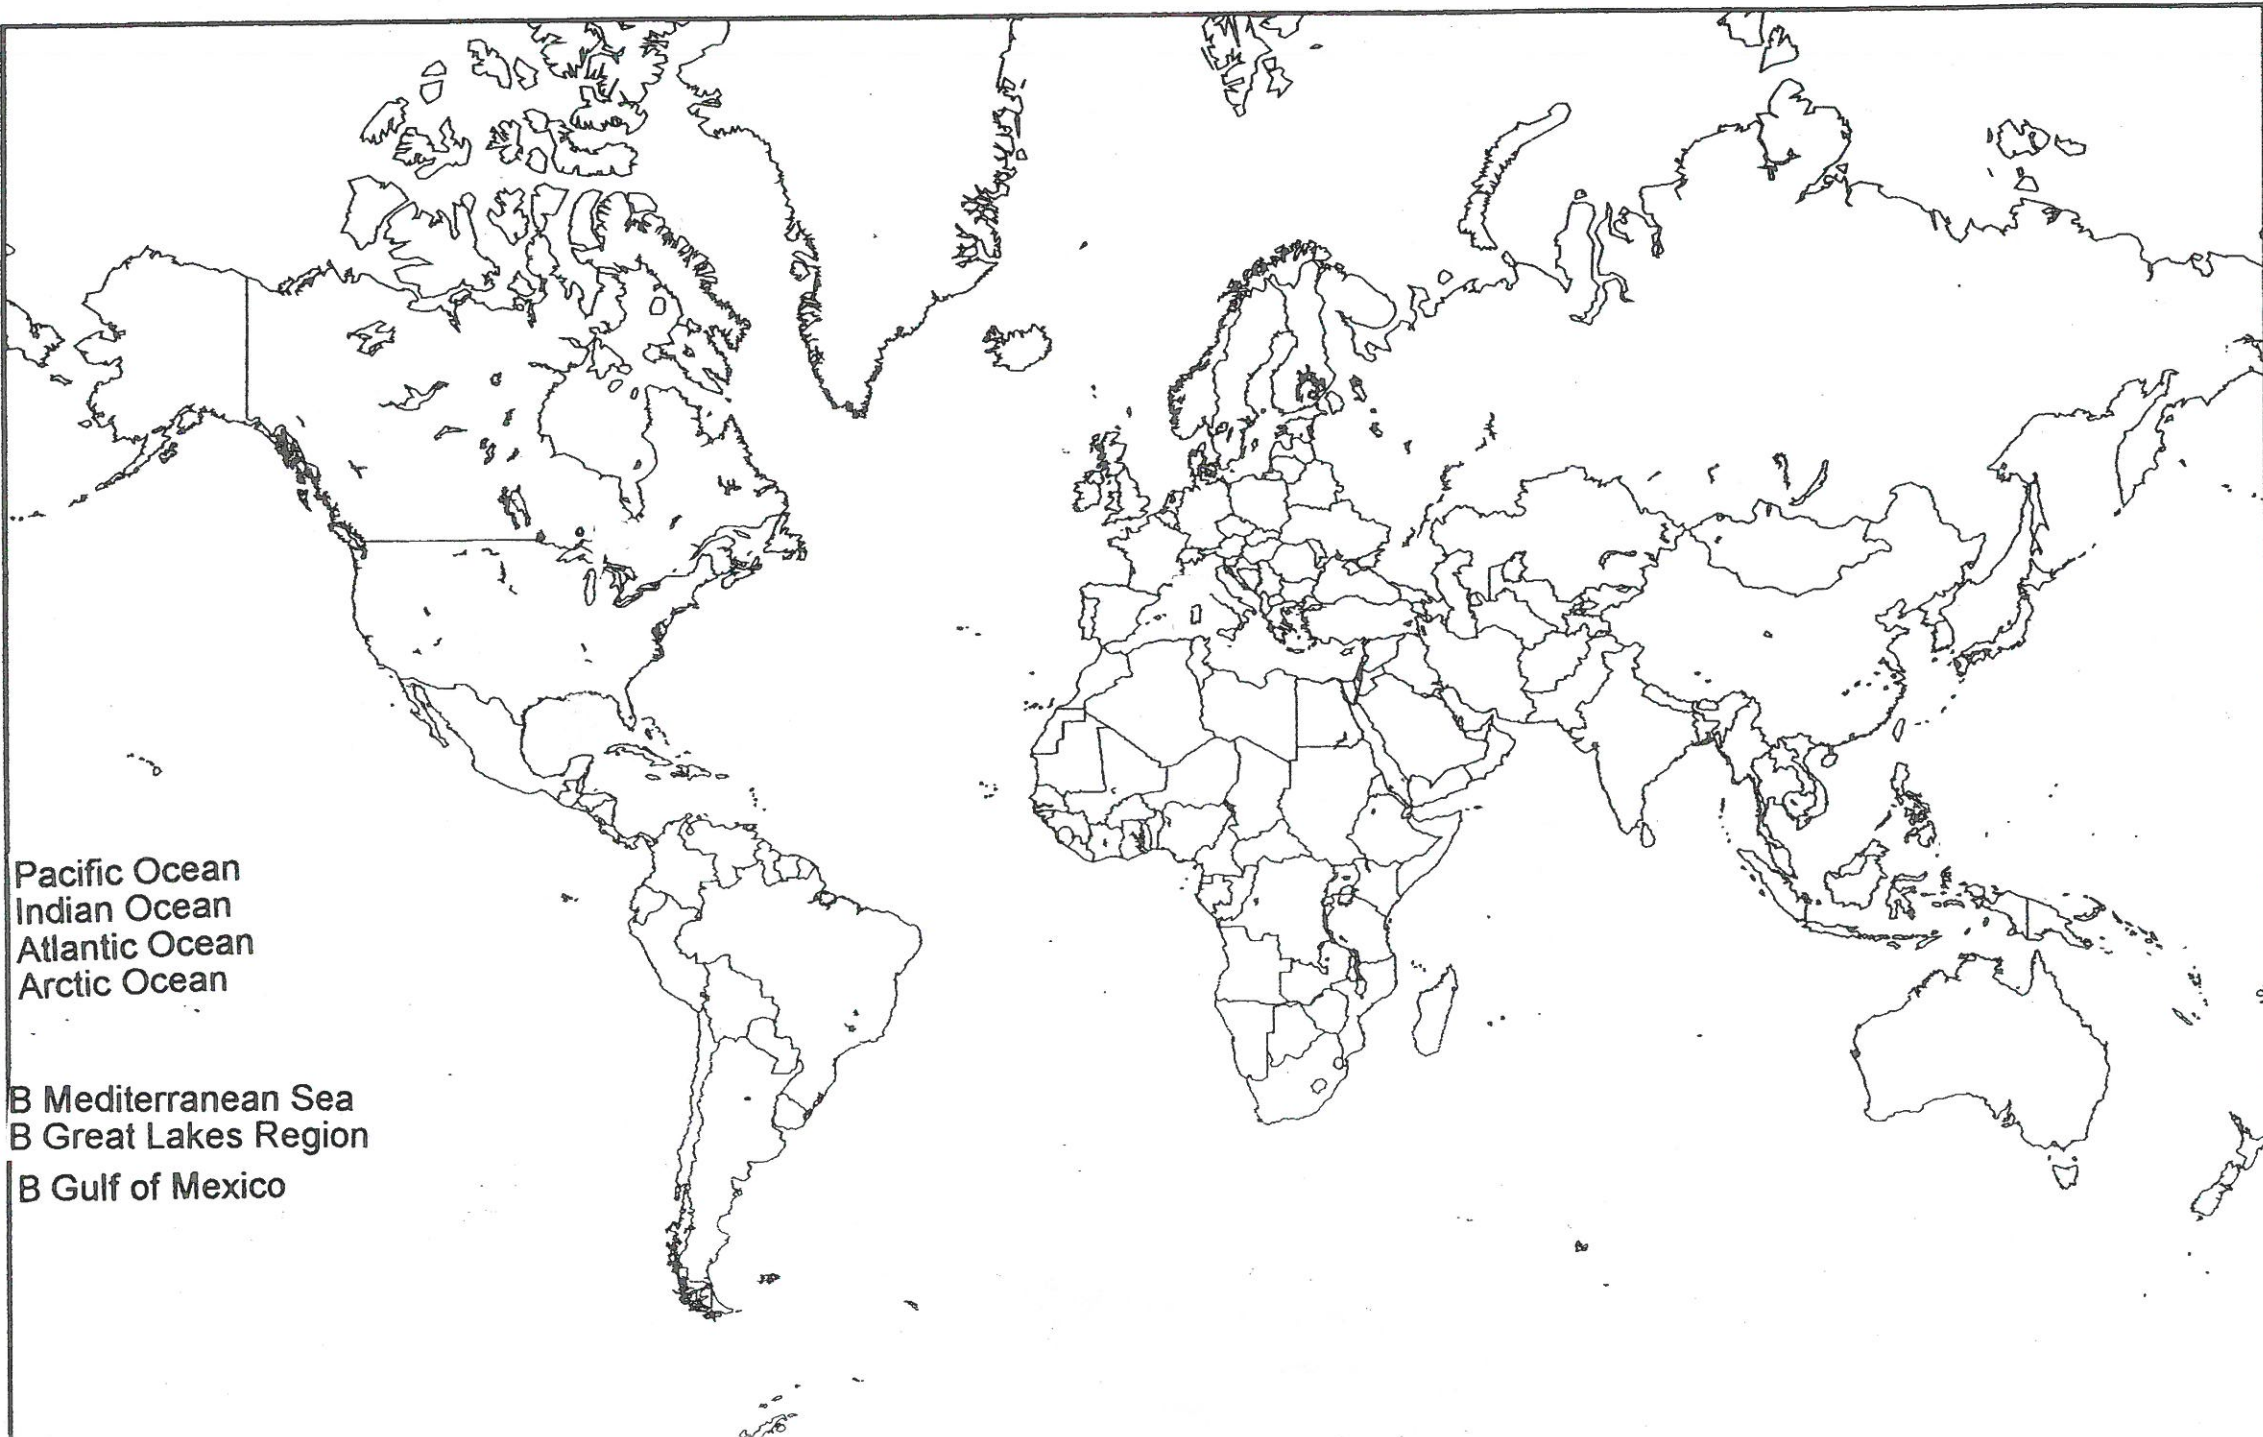 Pacific Ocean
Indian Ocean
Atlantic Ocean
Arctic Ocean
B Mediterranean Sea
B Great Lakes Region
B Gulf of Mexico